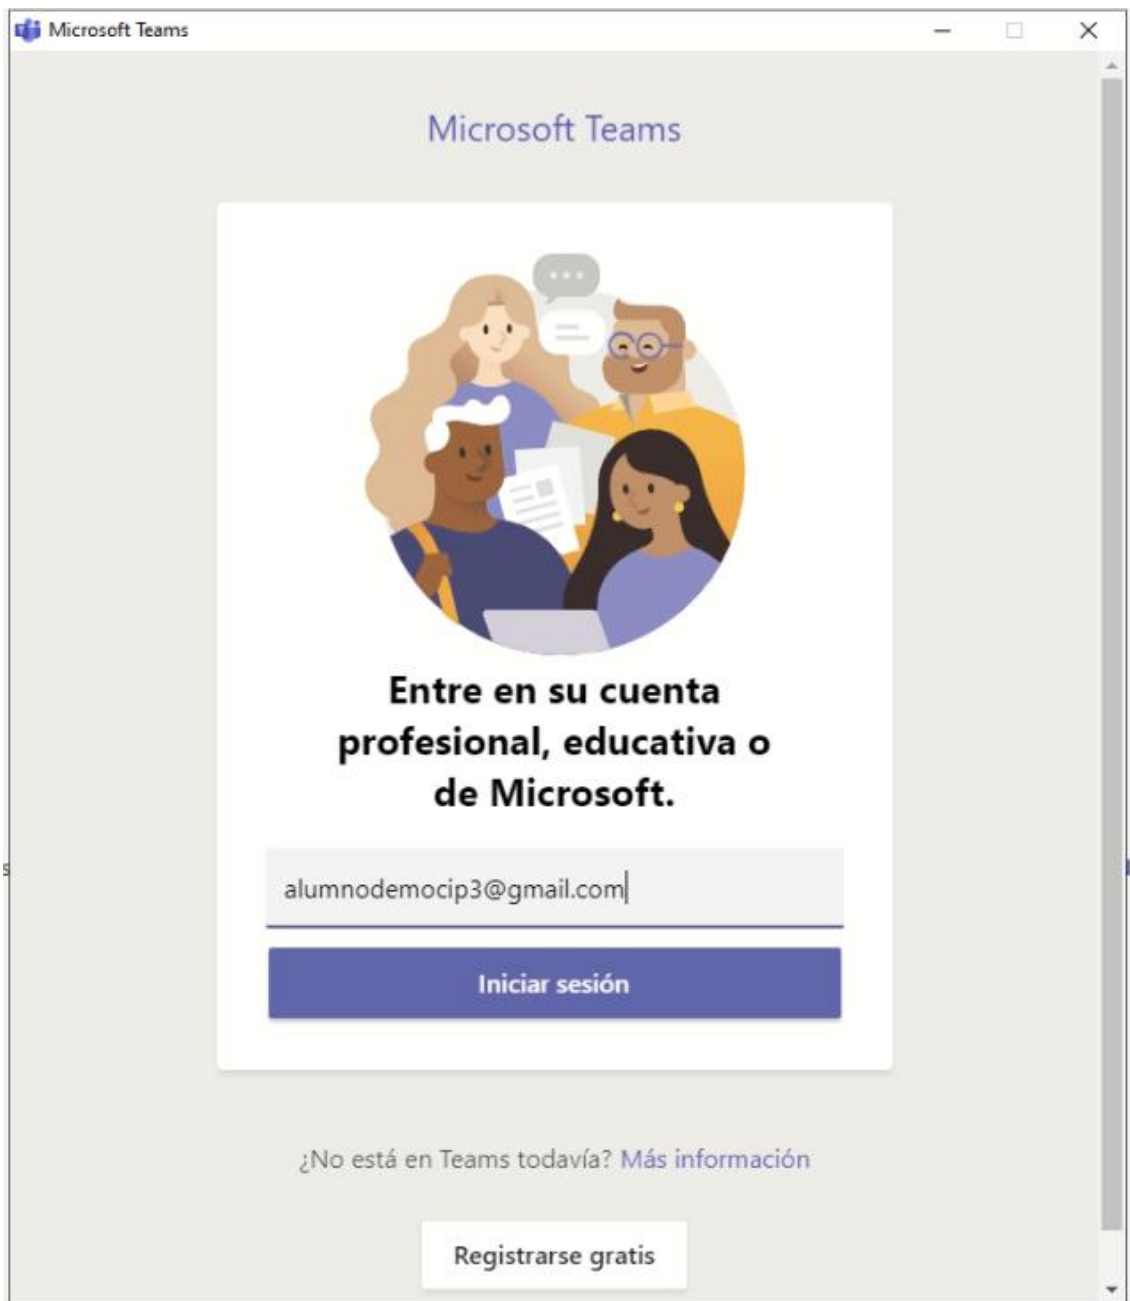 Microsoft Teams
Microsoft Teams
Entre en su cuenta
profesional, educativa o
de Microsoft.
alumnodemocip3@gmail.com
Iniciar sesión
¿No está en Teams todavía? Más información
Registrarse gratis